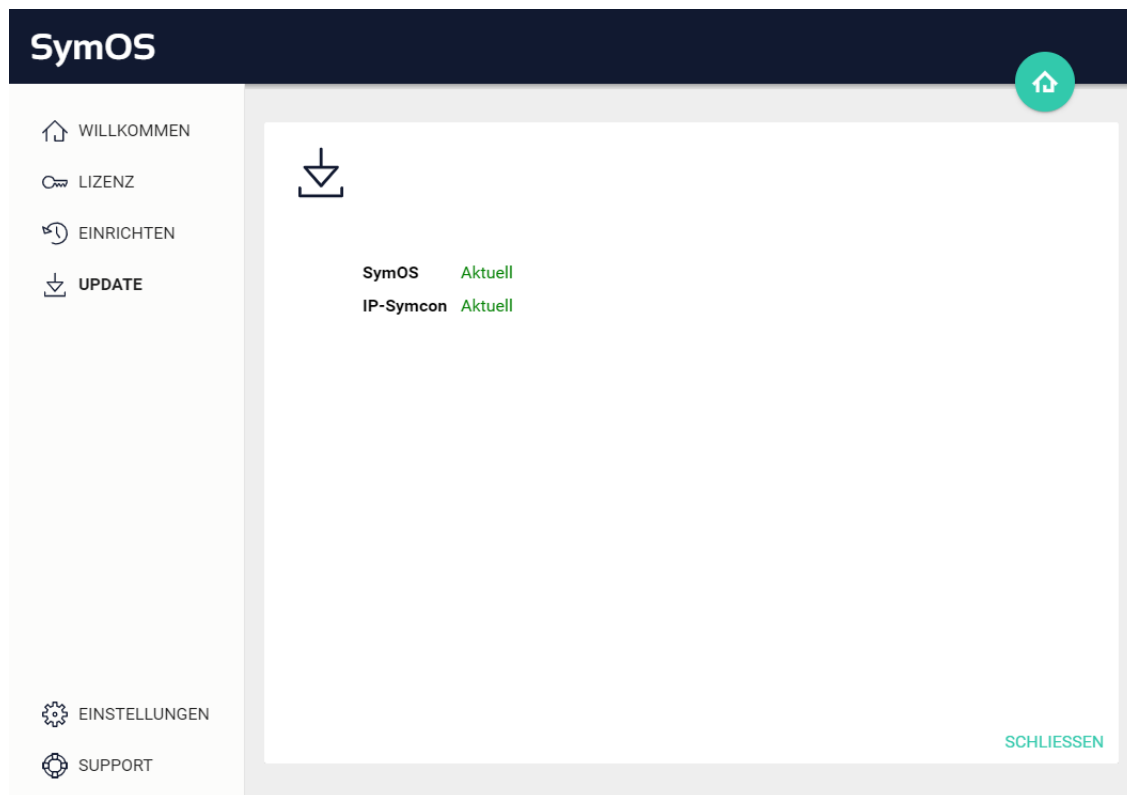 SymOS
WILLKOMMEN
LIZENZ
EINRICHTEN
UPDATE
SymOS Aktuell
IP-Symcon Aktuell
EINSTELLUNGEN
SUPPORT
SCHLIESSEN